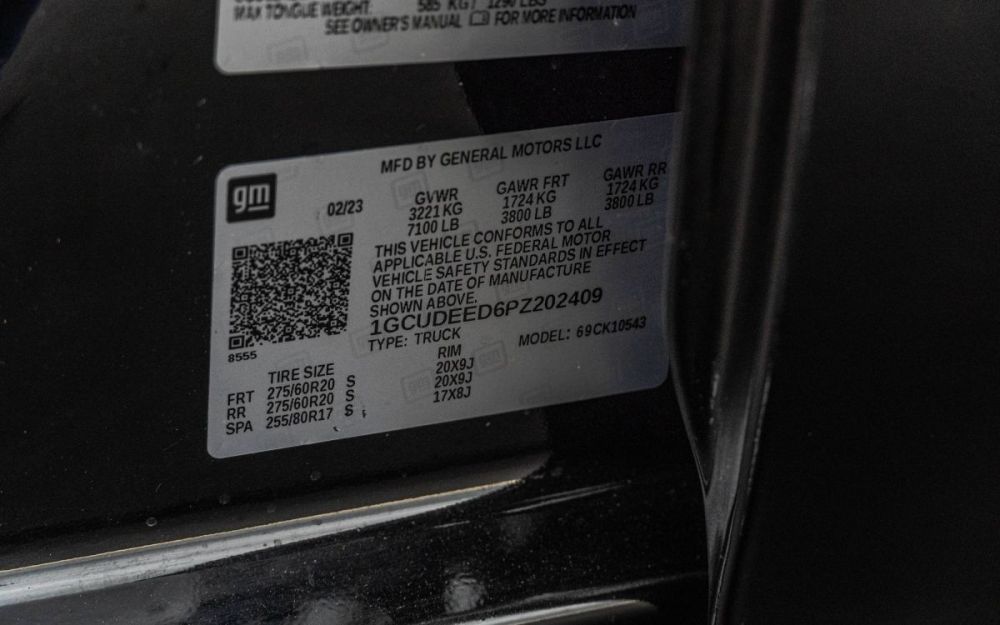 MAX TONGUE WEIGHT: 585 KG / 1290 LBS
SEE OWNER'S MANUAL FOR MORE INFORMATION
MFD BY GENERAL MOTORS LLC
gm
02/23
GVWR GAWR FRT GAWR RR
3221 KG 1724 KG 1724 KG
7100 LB 3800 LB 3800 LB
THIS VEHICLE CONFORMS TO ALL
APPLICABLE U.S. FEDERAL MOTOR
VEHICLE SAFETY STANDARDS IN EFFECT
ON THE DATE OF MANUFACTURE
SHOWN ABOVE.
1GCUDEED6PZ202409
TYPE: TRUCK MODEL: 69CK10543
8555
TIRE SIZE RIM
FRT 275/60R20 S 20X9J
RR 275/60R20 S 20X9J
SPA 255/80R17 S 17X8J